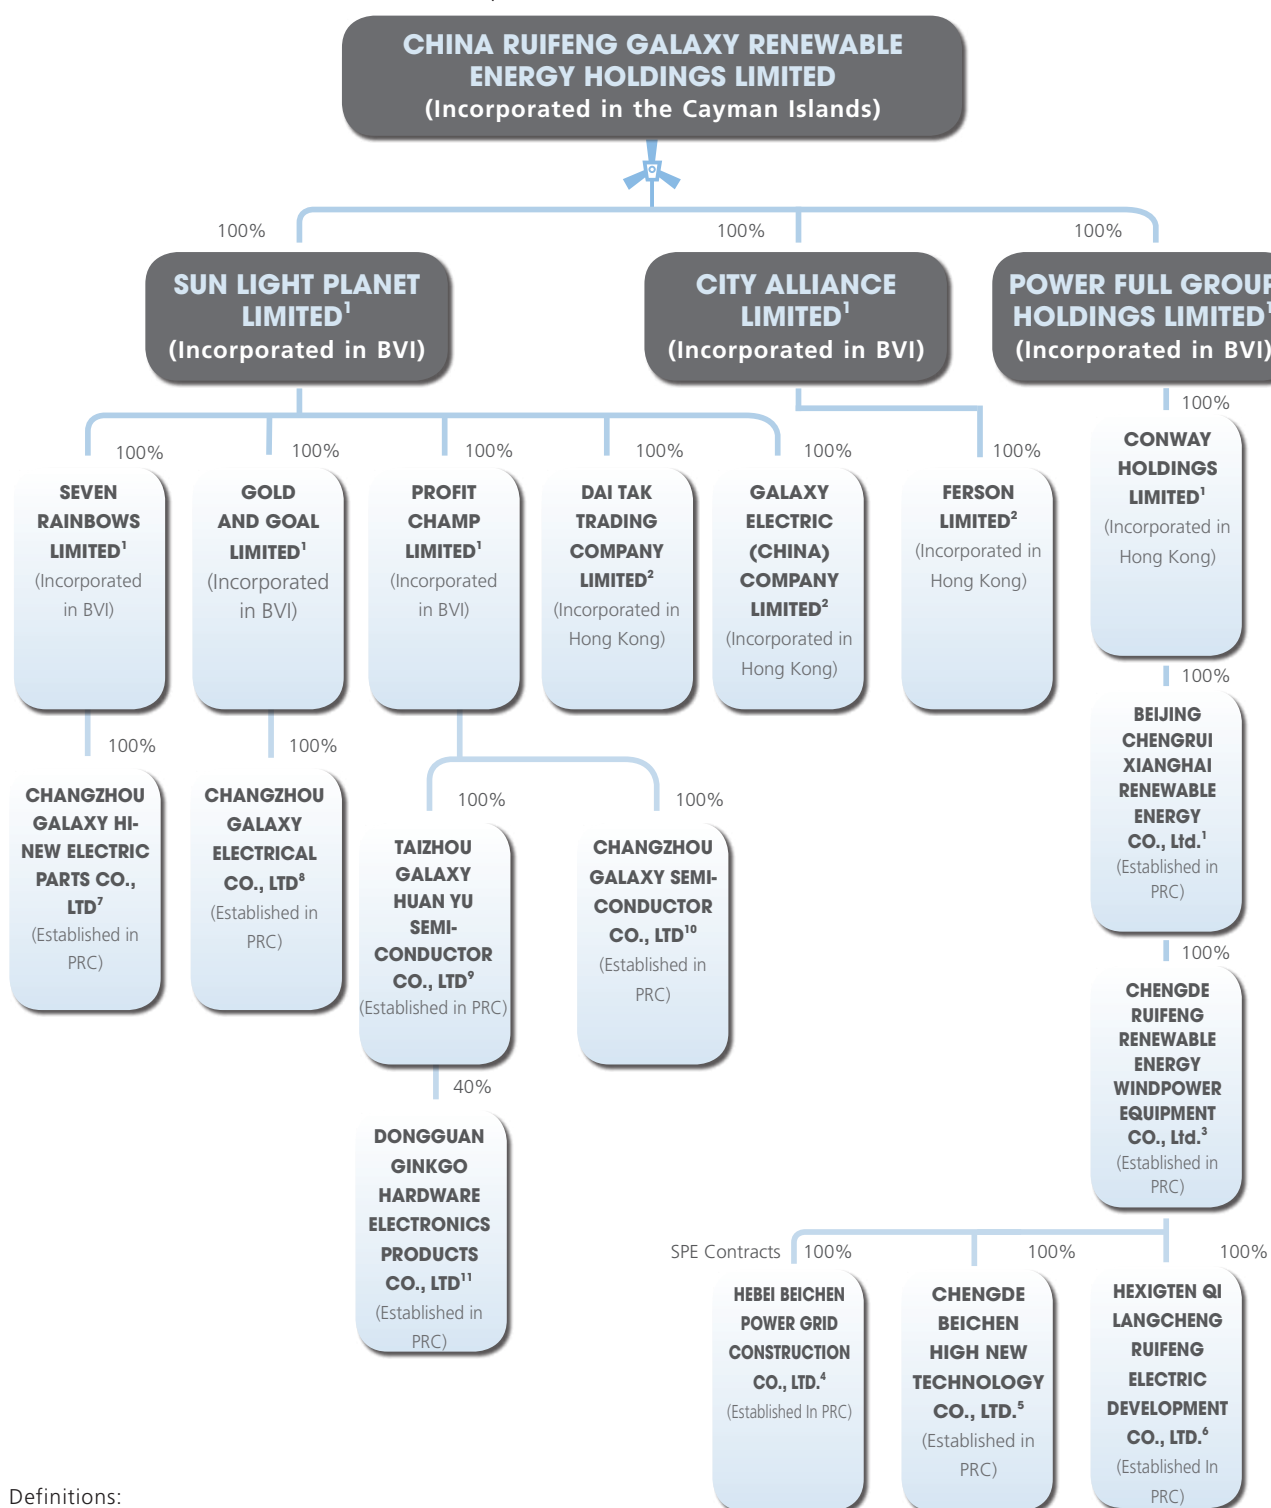 CHINA RUIFENG GALAXY RENEWABLE
ENERGY HOLDINGS LIMITED
(Incorporated in the Cayman Islands)
100%
100%
100%
SUN LIGHT PLANET
LIMITED¹
(Incorporated in BVI)
CITY ALLIANCE
LIMITED¹
(Incorporated in BVI)
POWER FULL GROUP
HOLDINGS LIMITED¹
(Incorporated in BVI)
100%
100%
100%
100%
100%
100%
100%
SEVEN
RAINBOWS
LIMITED¹
(Incorporated
in BVI)
GOLD
AND GOAL
LIMITED¹
(Incorporated
in BVI)
PROFIT
CHAMP
LIMITED¹
(Incorporated
in BVI)
DAI TAK
TRADING
COMPANY
LIMITED²
(Incorporated in
Hong Kong)
GALAXY
ELECTRIC
(CHINA)
COMPANY
LIMITED²
(Incorporated in
Hong Kong)
FERSON
LIMITED²
(Incorporated in
Hong Kong)
CONWAY
HOLDINGS
LIMITED¹
(Incorporated in
Hong Kong)
100%
100%
100%
CHANGZHOU
GALAXY HI-
NEW ELECTRIC
PARTS CO.,
LTD⁷
(Established in
PRC)
CHANGZHOU
GALAXY
ELECTRICAL
CO., LTD⁸
(Established in
PRC)
100%
100%
TAIZHOU
GALAXY
HUAN YU
SEMI-
CONDUCTOR
CO., LTD⁹
(Established in PRC)
CHANGZHOU
GALAXY SEMI-
CONDUCTOR
CO., LTD¹⁰
(Established in
PRC)
BEIJING
CHENGRUI
XIANGHAI
RENEWABLE
ENERGY
CO., Ltd.¹
(Established in
PRC)
100%
CHENGDE
RUIFENG
RENEWABLE
ENERGY
WINDPOWER
EQUIPMENT
CO., Ltd.³
(Established in
PRC)
40%
DONGGUAN
GINKGO
HARDWARE
ELECTRONICS
PRODUCTS
CO., LTD¹¹
(Established in
PRC)
SPE Contracts
100%
100%
100%
HEBEI BEICHEN
POWER GRID
CONSTRUCTION
CO., LTD.⁴
(Established In PRC)
CHENGDE
BEICHEN
HIGH NEW
TECHNOLOGY
CO., LTD.⁵
(Established in
PRC)
HEXIGTEN QI
LANGCHENG
RUIFENG
ELECTRIC
DEVELOPMENT
CO., LTD.⁶
(Established In
PRC)
Definitions: